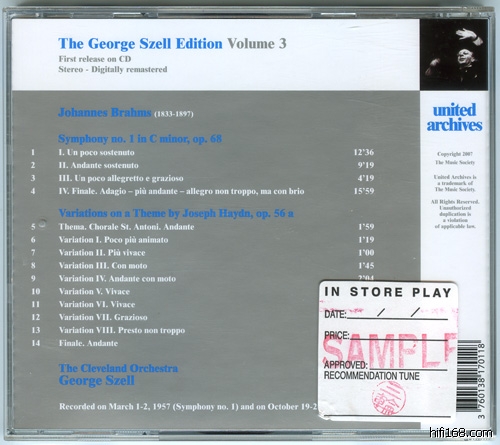 The George Szell Edition Volume 3
First release on CD
Stereo - Digitally remastered
Johannes Brahms (1833-1897)
Symphony no. 1 in C minor, op. 68
1 I. Un poco sostenuto 12'36
2 II. Andante sostenuto 9'19
3 III. Un poco allegretto e grazioso 4'19
4 IV. Finale. Adagio – più andante – allegro non troppo, ma con brio 15'59
Variations on a Theme by Joseph Haydn, op. 56 a
5 Thema. Chorale St. Antoni. Andante 1'59
6 Variation I. Poco più animato 1'19
7 Variation II. Più vivace 1'00
8 Variation III. Con moto 1'45
9 Variation IV. Andante con moto 2'04
10 Variation V. Vivace
11 Variation VI. Vivace
12 Variation VII. Grazioso
13 Variation VIII. Presto non troppo
14 Finale. Andante
The Cleveland Orchestra
George Szell
Recorded on March 1-2, 1957 (Symphony no. 1) and on October 19-2
united
archives
Copyright 2007
The Music Society
United Archives is
a trademark of
The Music Society.
All Rights Reserved.
Unauthorized
duplication is
a violation
of applicable law.
IN STORE PLAY
DATE: / /
PRICE:
SAMPLE
APPROVED:
RECOMMENDATION TUNE
3 760138 170118
hifi168.com